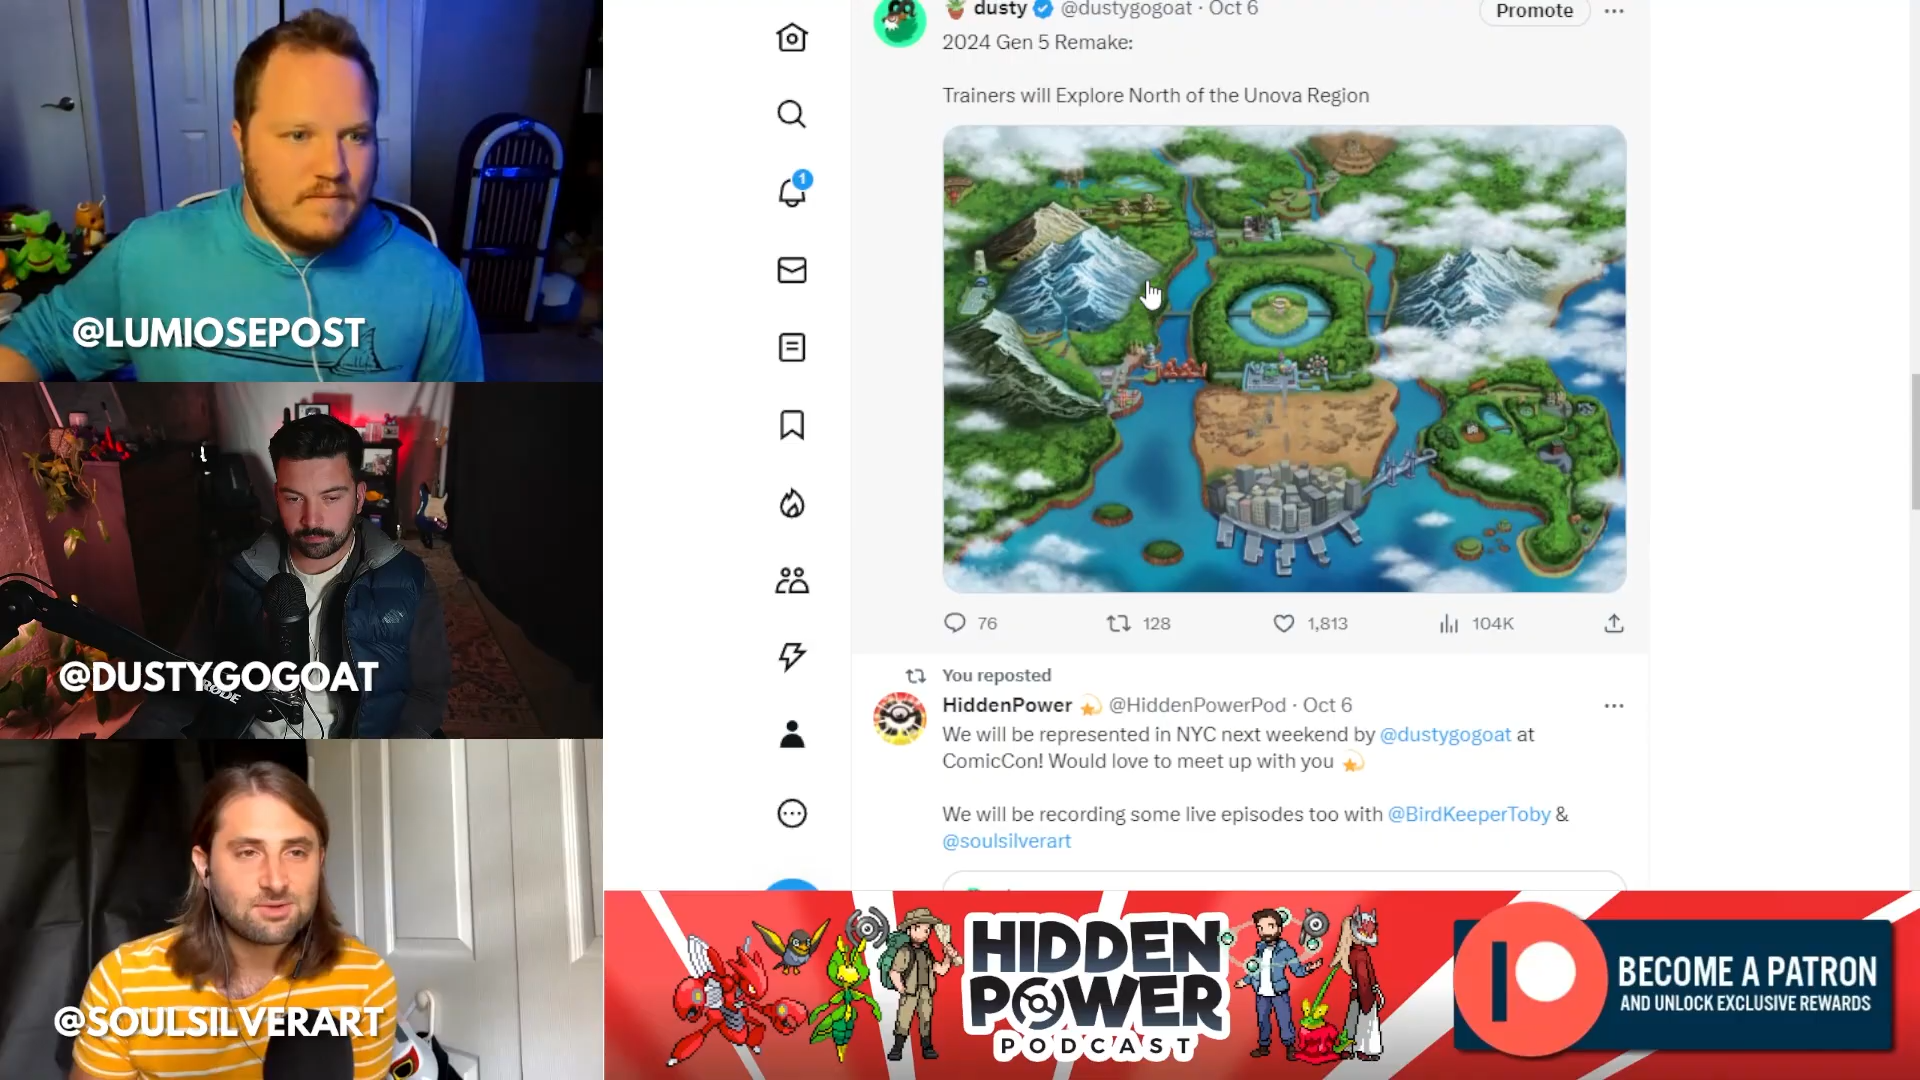 @LUMIOSEPOST
RØDE
@DUSTYGOGOAT
@SOULSILVERART
dusty @dustygogoat · Oct 6
Promote
2024 Gen 5 Remake:
Trainers will Explore North of the Unova Region
1
76
128
1,813
104K
You reposted
HiddenPower @HiddenPowerPod · Oct 6
We will be represented in NYC next weekend by @dustygogoat at
ComicCon! Would love to meet up with you
We will be recording some live episodes too with @BirdKeeperToby &
@soulsilverart
HIDDEN
POWER
PODCAST
BECOME A PATRON
AND UNLOCK EXCLUSIVE REWARDS